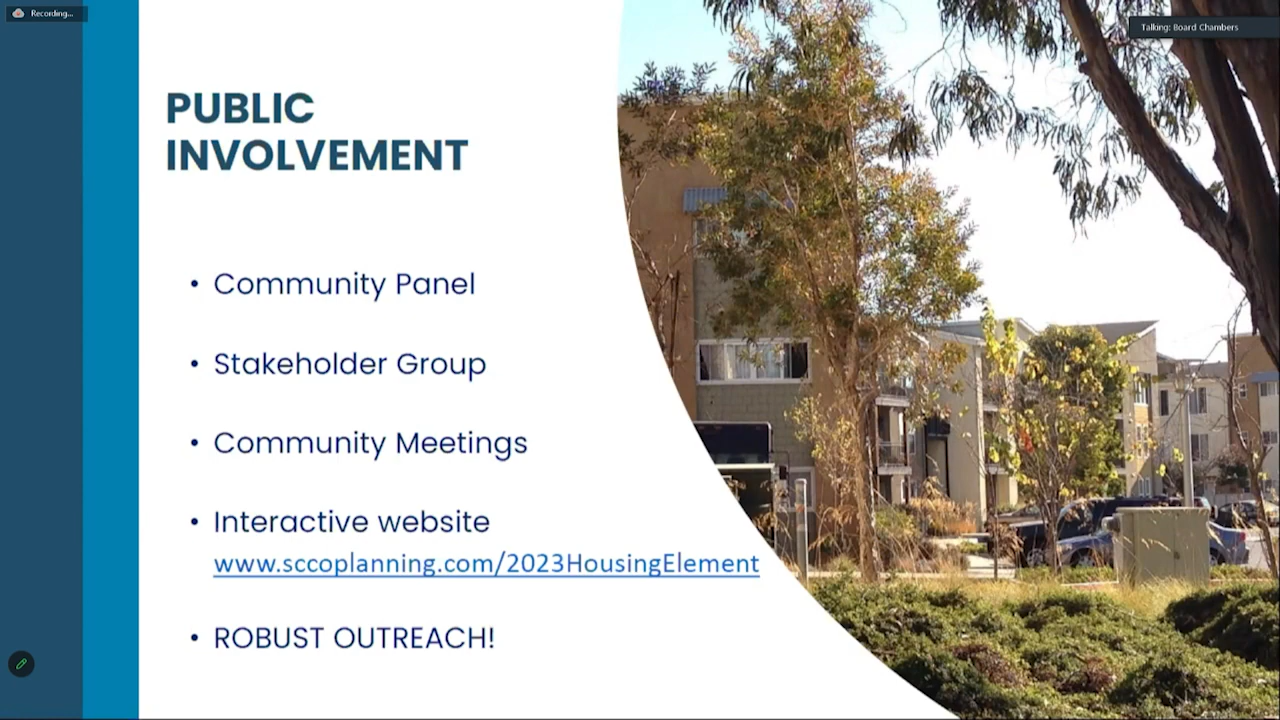 Recording...
Talking: Board Chambers
PUBLIC
INVOLVEMENT
• Community Panel
• Stakeholder Group
• Community Meetings
• Interactive website
www.sccoplanning.com/2023HousingElement
• ROBUST OUTREACH!